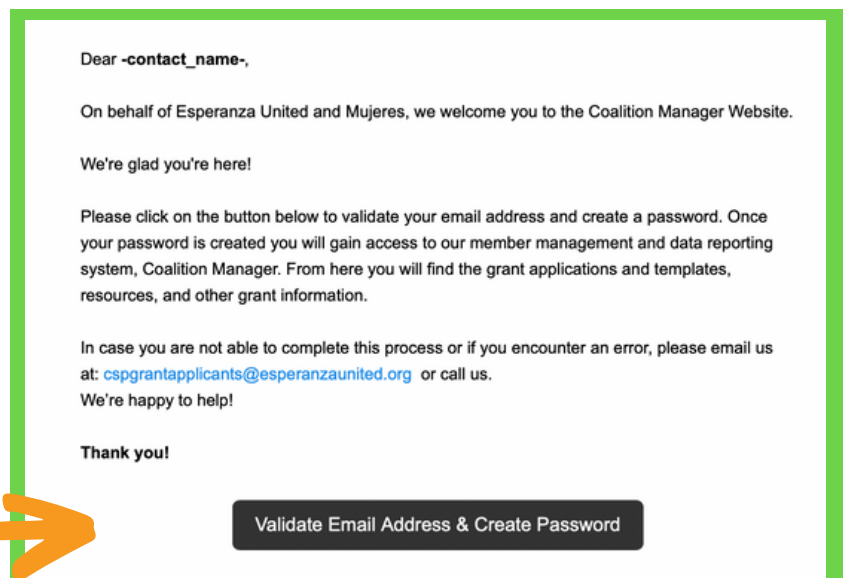 Dear -contact_name-,
On behalf of Esperanza United and Mujeres, we welcome you to the Coalition Manager Website.
We're glad you're here!
Please click on the button below to validate your email address and create a password. Once
your password is created you will gain access to our member management and data reporting
system, Coalition Manager. From here you will find the grant applications and templates,
resources, and other grant information.
In case you are not able to complete this process or if you encounter an error, please email us
at: cspgrantapplicants@esperanzaunited.org or call us.
We're happy to help!
Thank you!
Validate Email Address & Create Password